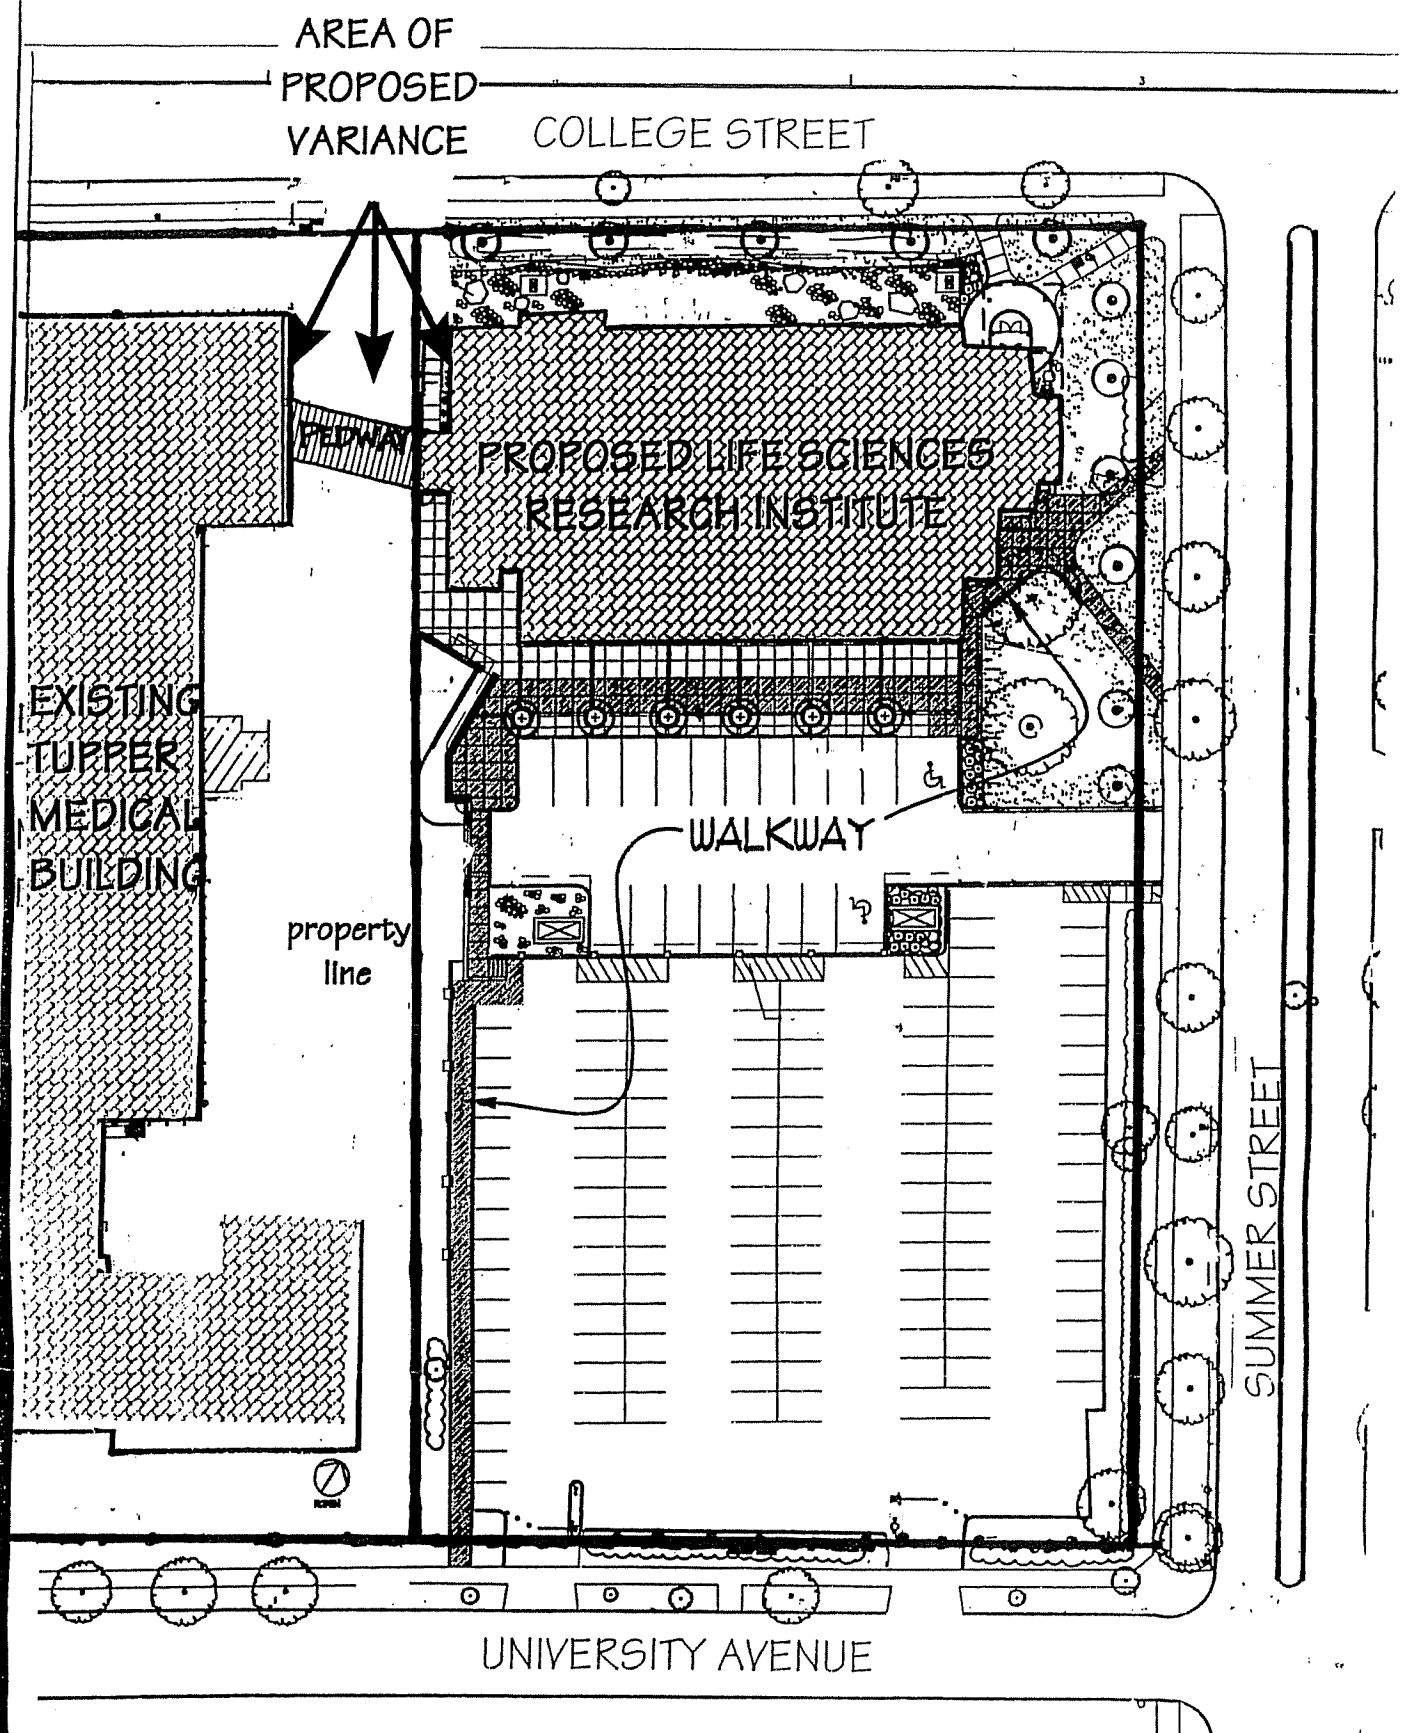 AREA OF
PROPOSED
VARIANCE
COLLEGE STREET
PEDWAY
PROPOSED LIFE SCIENCES
RESEARCH INSTITUTE
EXISTING
TUPPER
MEDICAL
BUILDING
WALKWAY
property
line
SUMMER STREET
UNIVERSITY AVENUE